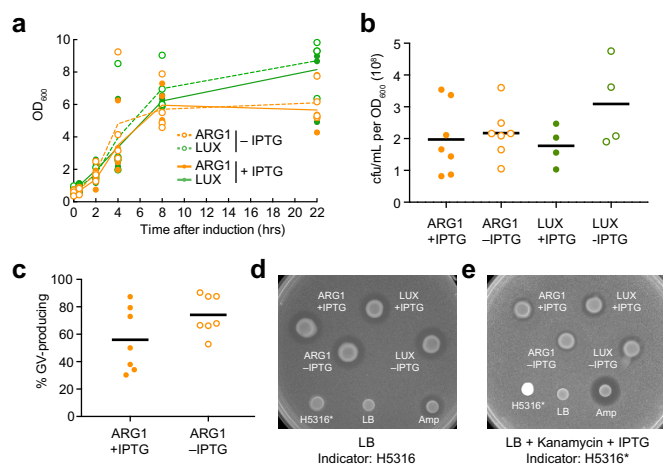 a
10
8
6
4
2
0
OD600
0 2 4 8 12 16 20 22
Time after induction (hrs)
ARG1
LUX
– IPTG
ARG1
LUX
+ IPTG
b
5
4
3
2
1
0
cfu/mL per OD600 (10⁸)
ARG1 ARG1 LUX LUX
+IPTG –IPTG +IPTG -IPTG
c
100
80
60
40
20
0
% GV-producing
ARG1 ARG1
+IPTG –IPTG
d
ARG1
+IPTG
LUX
+IPTG
ARG1
–IPTG
LUX
–IPTG
H5316*
LB
Amp
LB
Indicator: H5316
e
ARG1
+IPTG
LUX
+IPTG
ARG1
–IPTG
LUX
–IPTG
H5316*
LB
Amp
LB + Kanamycin + IPTG
Indicator: H5316*